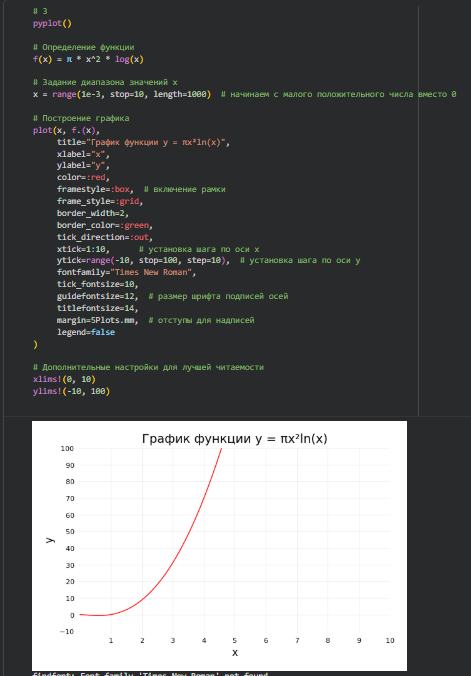 # 3
pyplot()
# Определение функции
f(x) = π * x^2 * log(x)
# Задание диапазона значений x
x = range(1e-3, stop=10, length=1000)  # начинаем с малого положительного числа вместо 0
# Построение графика
plot(x, f.(x),
title="График функции y = πx²ln(x)",
xlabel="x",
ylabel="y",
color=:red,
framestyle=:box,  # включение рамки
frame_style=:grid,
border_width=2,
border_color=:green,
tick_direction=:out,
xtick=1:10,      # установка шага по оси x
ytick=range(-10, stop=100, step=10),  # установка шага по оси y
fontfamily="Times New Roman",
tick_fontsize=10,
guidefontsize=12,  # размер шрифта подписей осей
titlefontsize=14,
margin=5Plots.mm,  # отступы для надписей
legend=false
)
# Дополнительные настройки для лучшей читаемости
xlims!(0, 10)
ylims!(-10, 100)
График функции y = πx²ln(x)
100
90
80
70
60
50
40
30
20
10
0
−10
y
1 2 3 4 5 6 7 8 9 10
x
findfont: Font family 'Times New Roman' not found.